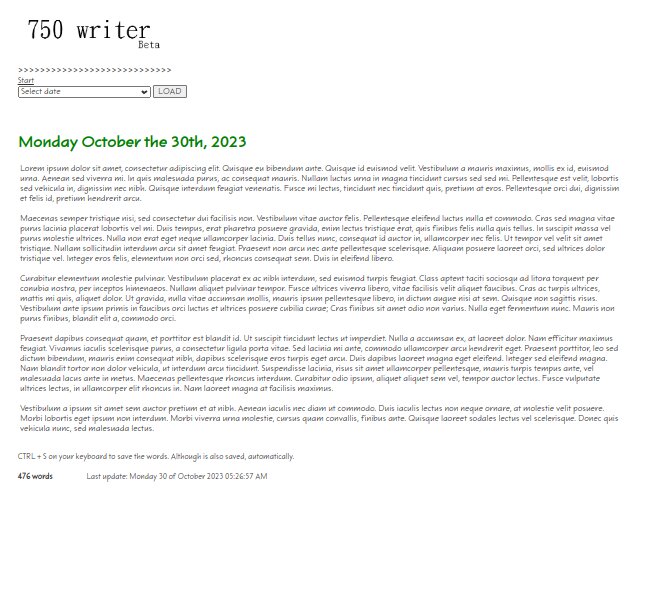 750 writer
Beta
>>>>>>>>>>>>>>>>>>>>>>>>>>>>
Start
Select date LOAD
Monday October the 30th, 2023
Lorem ipsum dolor sit amet, consectetur adipiscing elit. Quisque eu bibendum ante. Quisque id euismod velit. Vestibulum a mauris maximus, mollis ex id, euismod
urna. Aenean sed viverra mi. In quis malesuada purus, ac consequat mauris. Nullam luctus urna in magna tincidunt cursus sed sed mi. Pellentesque est velit, lobortis
sed vehicula in, dignissim nec nibh. Quisque interdum feugiat venenatis. Fusce mi lectus, tincidunt nec tincidunt quis, pretium at eros. Pellentesque orci dui, dignissim
et felis id, pretium hendrerit arcu.
Maecenas semper tristique nisi, sed consectetur dui facilisis non. Vestibulum vitae auctor felis. Pellentesque eleifend luctus nulla et commodo. Cras sed magna vitae
purus lacinia placerat lobortis vel mi. Duis tempus, erat pharetra posuere gravida, enim lectus tristique erat, quis finibus felis nulla quis tellus. In suscipit massa vel
purus molestie ultrices. Nulla non erat eget neque ullamcorper lacinia. Duis tellus nunc, consequat id auctor in, ullamcorper nec felis. Ut tempor vel velit sit amet
tristique. Nullam sollicitudin interdum arcu sit amet feugiat. Praesent non arcu nec ante pellentesque scelerisque. Aliquam posuere laoreet orci, sed ultrices dolor
tristique vel. Integer eros felis, elementum non orci sed, rhoncus consequat sem. Duis in eleifend libero.
Curabitur elementum molestie pulvinar. Vestibulum placerat ex ac nibh interdum, sed euismod turpis feugiat. Class aptent taciti sociosqu ad litora torquent per
conubia nostra, per inceptos himenaeos. Nullam aliquet pulvinar tempor. Fusce ultrices viverra libero, vitae facilisis velit aliquet faucibus. Cras ac turpis ultrices,
mattis mi quis, aliquet dolor. Ut gravida, nulla vitae accumsan mollis, mauris ipsum pellentesque libero, in dictum augue nisi at sem. Quisque non sagittis risus.
Vestibulum ante ipsum primis in faucibus orci luctus et ultrices posuere cubilia curae; Cras finibus sit amet odio non varius. Nulla eget fermentum nunc. Mauris non
purus finibus, blandit elit a, commodo orci.
Praesent dapibus consequat quam, et porttitor est blandit id. Ut suscipit tincidunt lectus ut imperdiet. Nulla a accumsan ex, at laoreet dolor. Nam efficitur maximus
feugiat. Vivamus iaculis scelerisque purus, a consectetur ligula porta vitae. Sed lacinia mi ante, commodo ullamcorper arcu hendrerit eget. Praesent porttitor, leo sed
dictum bibendum, mauris enim consequat nibh, dapibus scelerisque eros turpis eget arcu. Duis dapibus laoreet magna eget eleifend. Integer sed eleifend magna.
Nam blandit tortor non dolor vehicula, ut interdum arcu tincidunt. Suspendisse lacinia, risus sit amet ullamcorper pellentesque, mauris turpis tempus ante, vel
malesuada lacus ante in metus. Maecenas pellentesque rhoncus interdum. Curabitur odio ipsum, aliquet aliquet sem vel, tempor auctor lectus. Fusce vulputate
ultrices lectus, in ullamcorper elit rhoncus in. Nam laoreet magna at facilisis maximus.
Vestibulum a ipsum sit amet sem auctor pretium et at nibh. Aenean iaculis nec diam ut commodo. Duis iaculis lectus non neque ornare, at molestie velit posuere.
Morbi lobortis eget ipsum non interdum. Morbi viverra urna molestie, cursus quam convallis, finibus ante. Quisque laoreet sodales lectus vel scelerisque. Donec quis
vehicula nunc, sed malesuada lectus.
CTRL + S on your keyboard to save the words. Although is also saved, automatically.
476 words Last update: Monday 30 of October 2023 05:26:57 AM